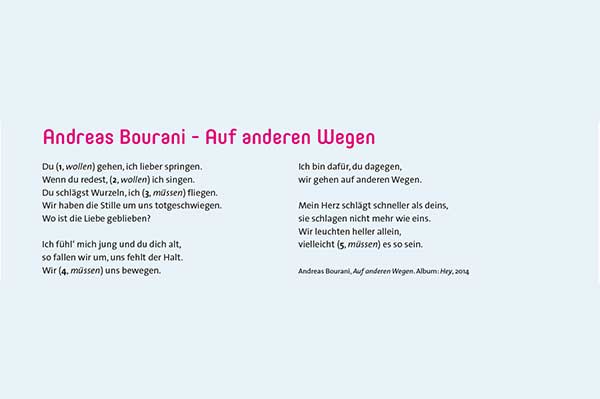 Andreas Bourani - Auf anderen Wegen
Du (1, wollen) gehen, ich lieber springen.
Wenn du redest, (2, wollen) ich singen.
Du schlägst Wurzeln, ich (3, müssen) fliegen.
Wir haben die Stille um uns totgeschwiegen.
Wo ist die Liebe geblieben?
Ich fühl' mich jung und du dich alt,
so fallen wir um, uns fehlt der Halt.
Wir (4, müssen) uns bewegen.
Ich bin dafür, du dagegen,
wir gehen auf anderen Wegen.
Mein Herz schlägt schneller als deins,
sie schlagen nicht mehr wie eins.
Wir leuchten heller allein,
vielleicht (5, müssen) es so sein.
Andreas Bourani, Auf anderen Wegen. Album: Hey, 2014